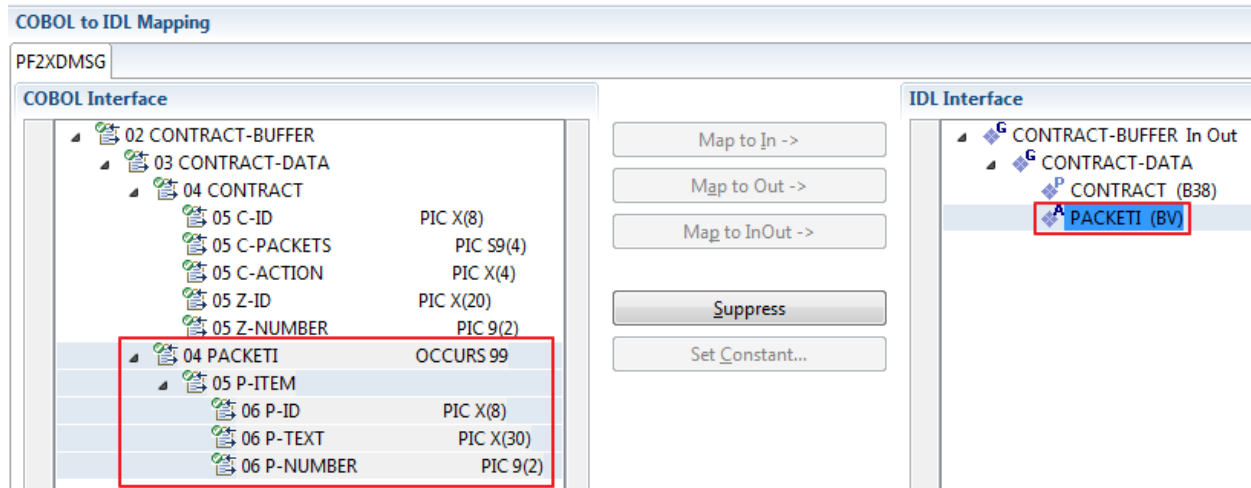 COBOL to IDL Mapping
PF2XDMSG
COBOL Interface
02 CONTRACT-BUFFER
03 CONTRACT-DATA
04 CONTRACT
05 C-ID PIC X(8)
05 C-PACKETS PIC S9(4)
05 C-ACTION PIC X(4)
05 Z-ID PIC X(20)
05 Z-NUMBER PIC 9(2)
04 PACKETI OCCURS 99
05 P-ITEM
06 P-ID PIC X(8)
06 P-TEXT PIC X(30)
06 P-NUMBER PIC 9(2)
Map to In ->
Map to Out ->
Map to InOut ->
Suppress
Set Constant...
IDL Interface
G CONTRACT-BUFFER In Out
G CONTRACT-DATA
P CONTRACT (B38)
A PACKETI (BV)